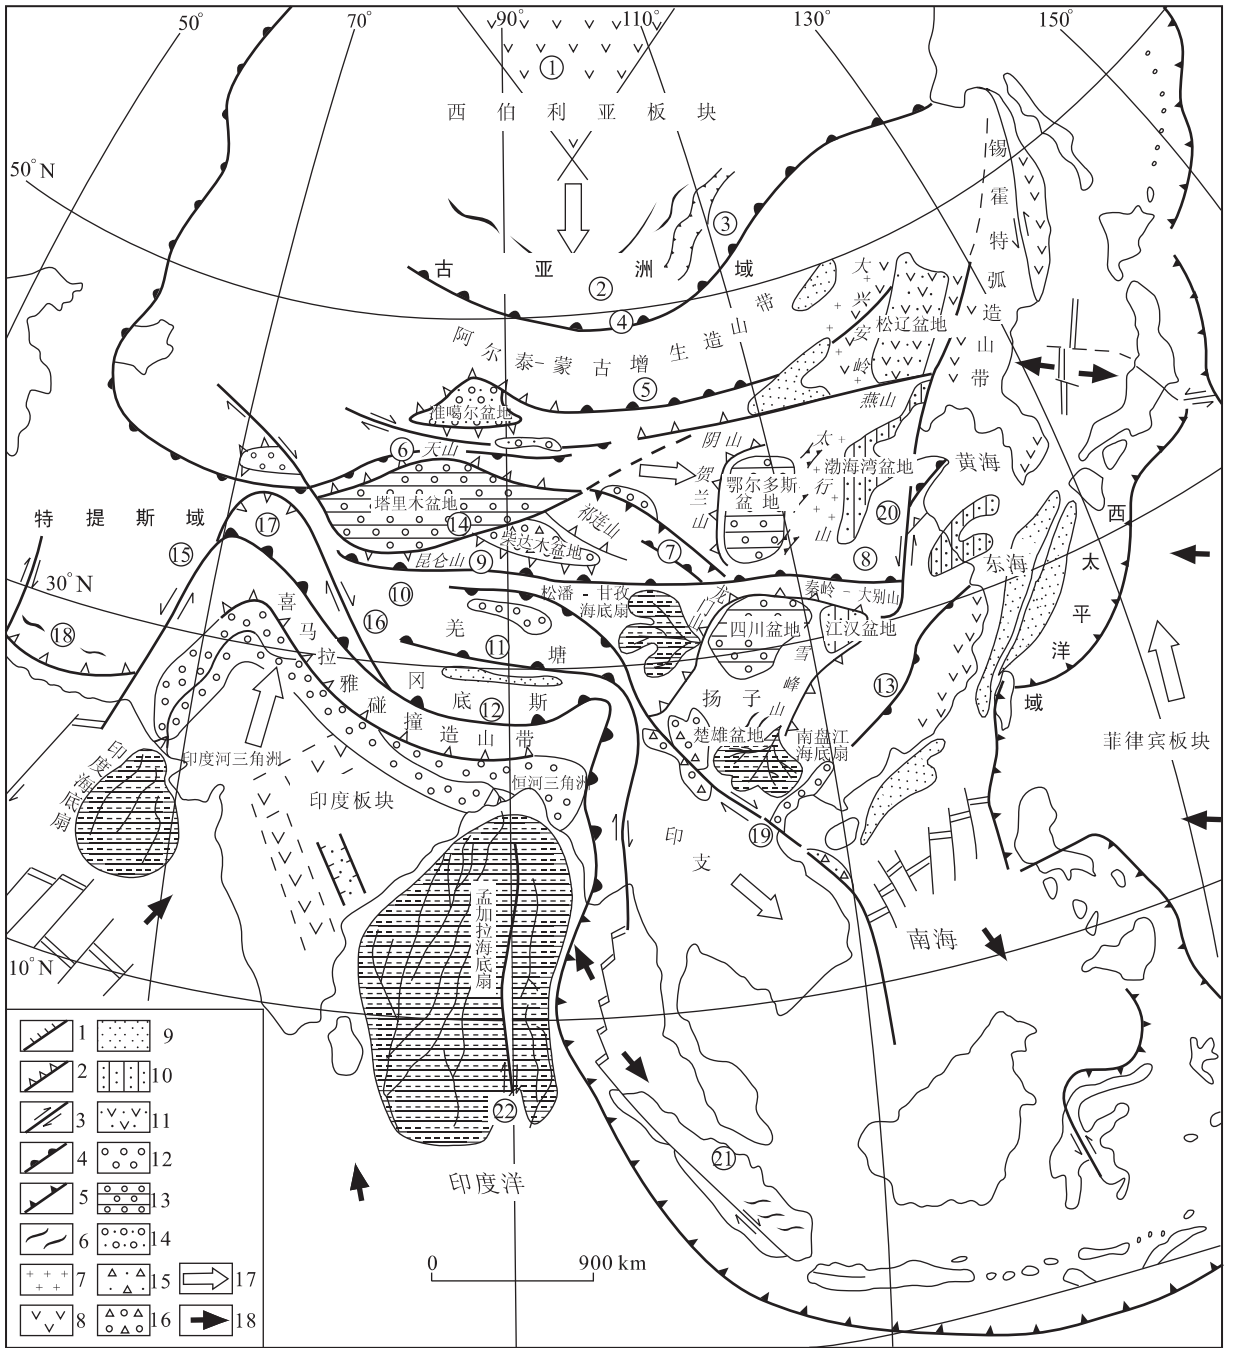 50°
70°
90°
110°
130°
150°
①
西伯利亚板块
50°N
锡霍特弧造山带
③
古亚洲域
②
④
阿尔泰-蒙古增生造山带
大兴安岭
松辽盆地
⑤
燕山
准噶尔盆地
⑥
天山
阴山
太行山
渤海湾盆地
黄海
贺兰山
鄂尔多斯
盆地
塔里木盆地
⑭
祁连山
⑳
特提斯域
⑰
西太平洋域
柴达木盆地
⑮
昆仑山
⑨
⑦
⑧
东海
30°N
⑩
松潘-甘孜
海底扇
龙门山
秦岭-大别山
喜马拉雅碰撞造山带
⑱
⑯
羌塘
四川盆地
江汉盆地
⑪
雪峰山
冈底斯
⑫
扬子
⑬
楚雄盆地
南盘江
海底扇
菲律宾板块
印度海底扇
印度河三角洲
恒河三角洲
印度板块
印支
⑲
孟加拉海底扇
南海
10°N
㉒
㉑
印度洋
0
900 km
1
9
2
10
3
11
4
12
5
13
6
14
7
15
17
8
16
18